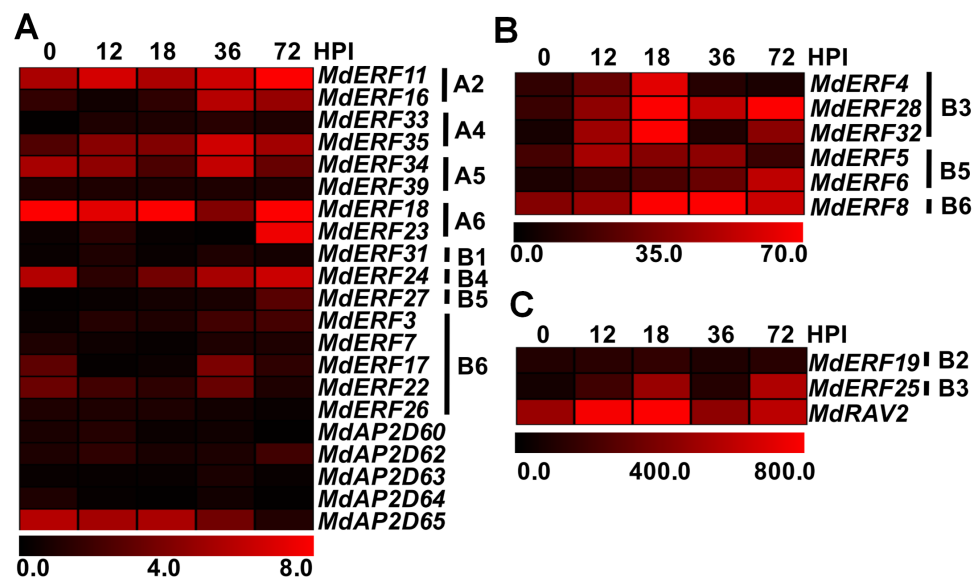 A
0 12 18 36 72 HPI
MdERF11
MdERF16
A2
MdERF33
MdERF35
A4
MdERF34
MdERF39
A5
MdERF18
MdERF23
A6
MdERF31 B1
MdERF24 B4
MdERF27 B5
MdERF3
MdERF7
MdERF17
MdERF22
MdERF26
B6
MdAP2D60
MdAP2D62
MdAP2D63
MdAP2D64
MdAP2D65
0.0 4.0 8.0
B
0 12 18 36 72 HPI
MdERF4
MdERF28
MdERF32
B3
MdERF5
MdERF6
B5
MdERF8 B6
0.0 35.0 70.0
C
0 12 18 36 72 HPI
MdERF19 B2
MdERF25 B3
MdRAV2
0.0 400.0 800.0